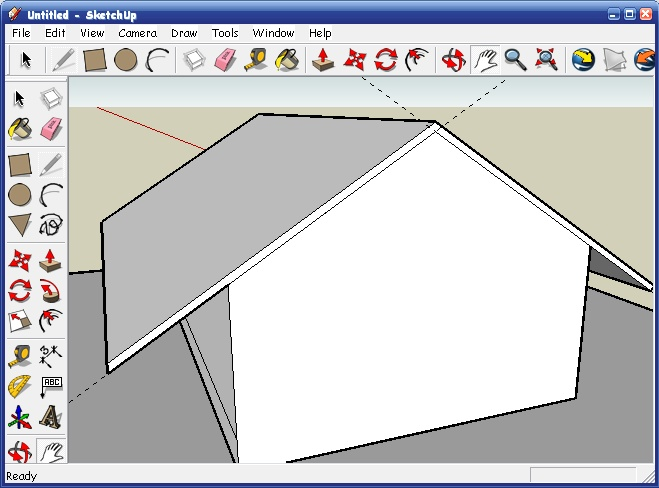 Untitled - SketchUp
File Edit View Camera Draw Tools Window Help
ABC
A
Ready